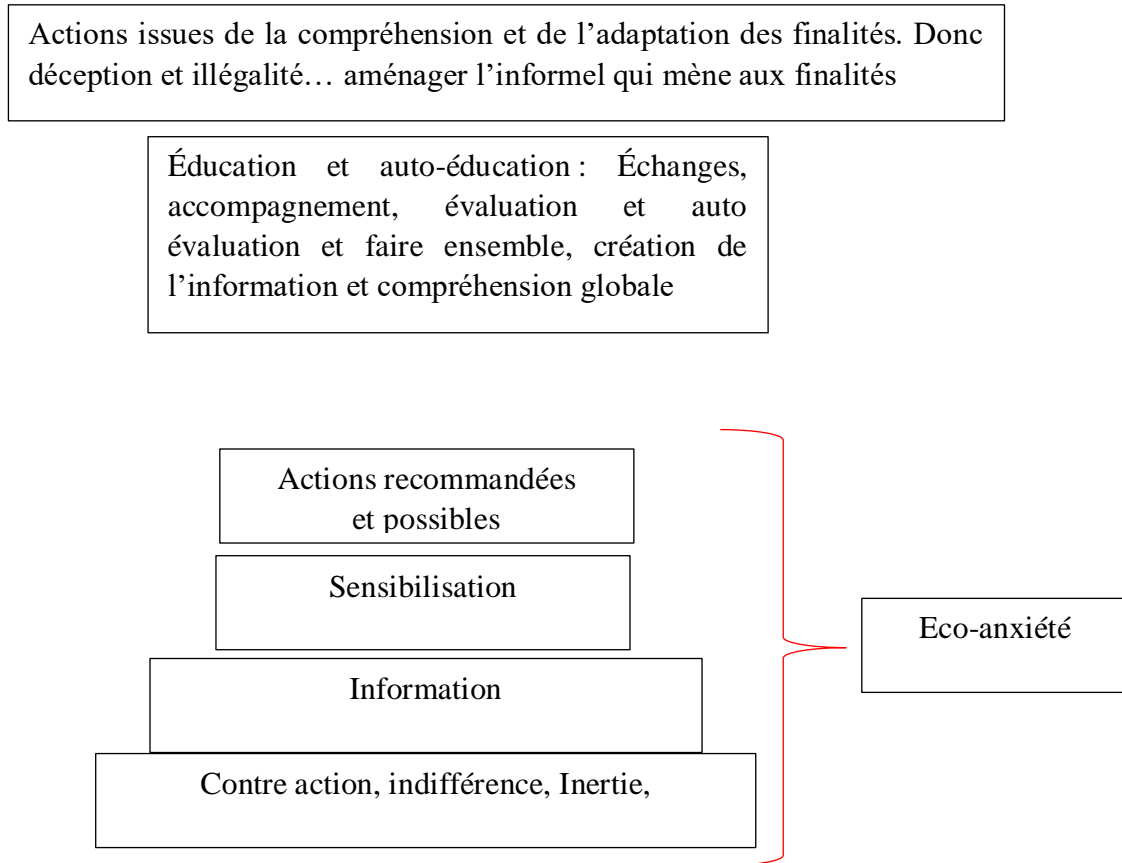 Actions issues de la compréhension et de l’adaptation des finalités. Donc
déception et illégalité… aménager l’informel qui mène aux finalités
Éducation et auto-éducation : Échanges,
accompagnement, évaluation et auto
évaluation et faire ensemble, création de
l’information et compréhension globale
Actions recommandées
et possibles
Sensibilisation
Eco-anxiété
Information
Contre action, indifférence, Inertie,